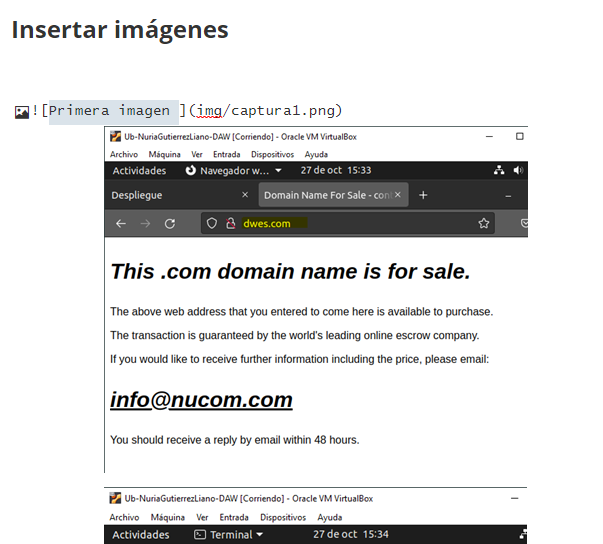 Insertar imágenes
![Primera imagen ](img/captura1.png)
Ub-NuriaGutierrezLiano-DAW [Corriendo] - Oracle VM VirtualBox
Archivo Máquina Ver Entrada Dispositivos Ayuda
Actividades Navegador w... 27 de oct 15:33
Despliegue Domain Name For Sale - con
dwes.com
This .com domain name is for sale.
The above web address that you entered to come here is available to purchase.
The transaction is guaranteed by the world's leading online escrow company.
If you would like to receive further information including the price, please email:
info@nucom.com
You should receive a reply by email within 48 hours.
Ub-NuriaGutierrezLiano-DAW [Corriendo] - Oracle VM VirtualBox
Archivo Máquina Ver Entrada Dispositivos Ayuda
Actividades Terminal 27 de oct 15:34